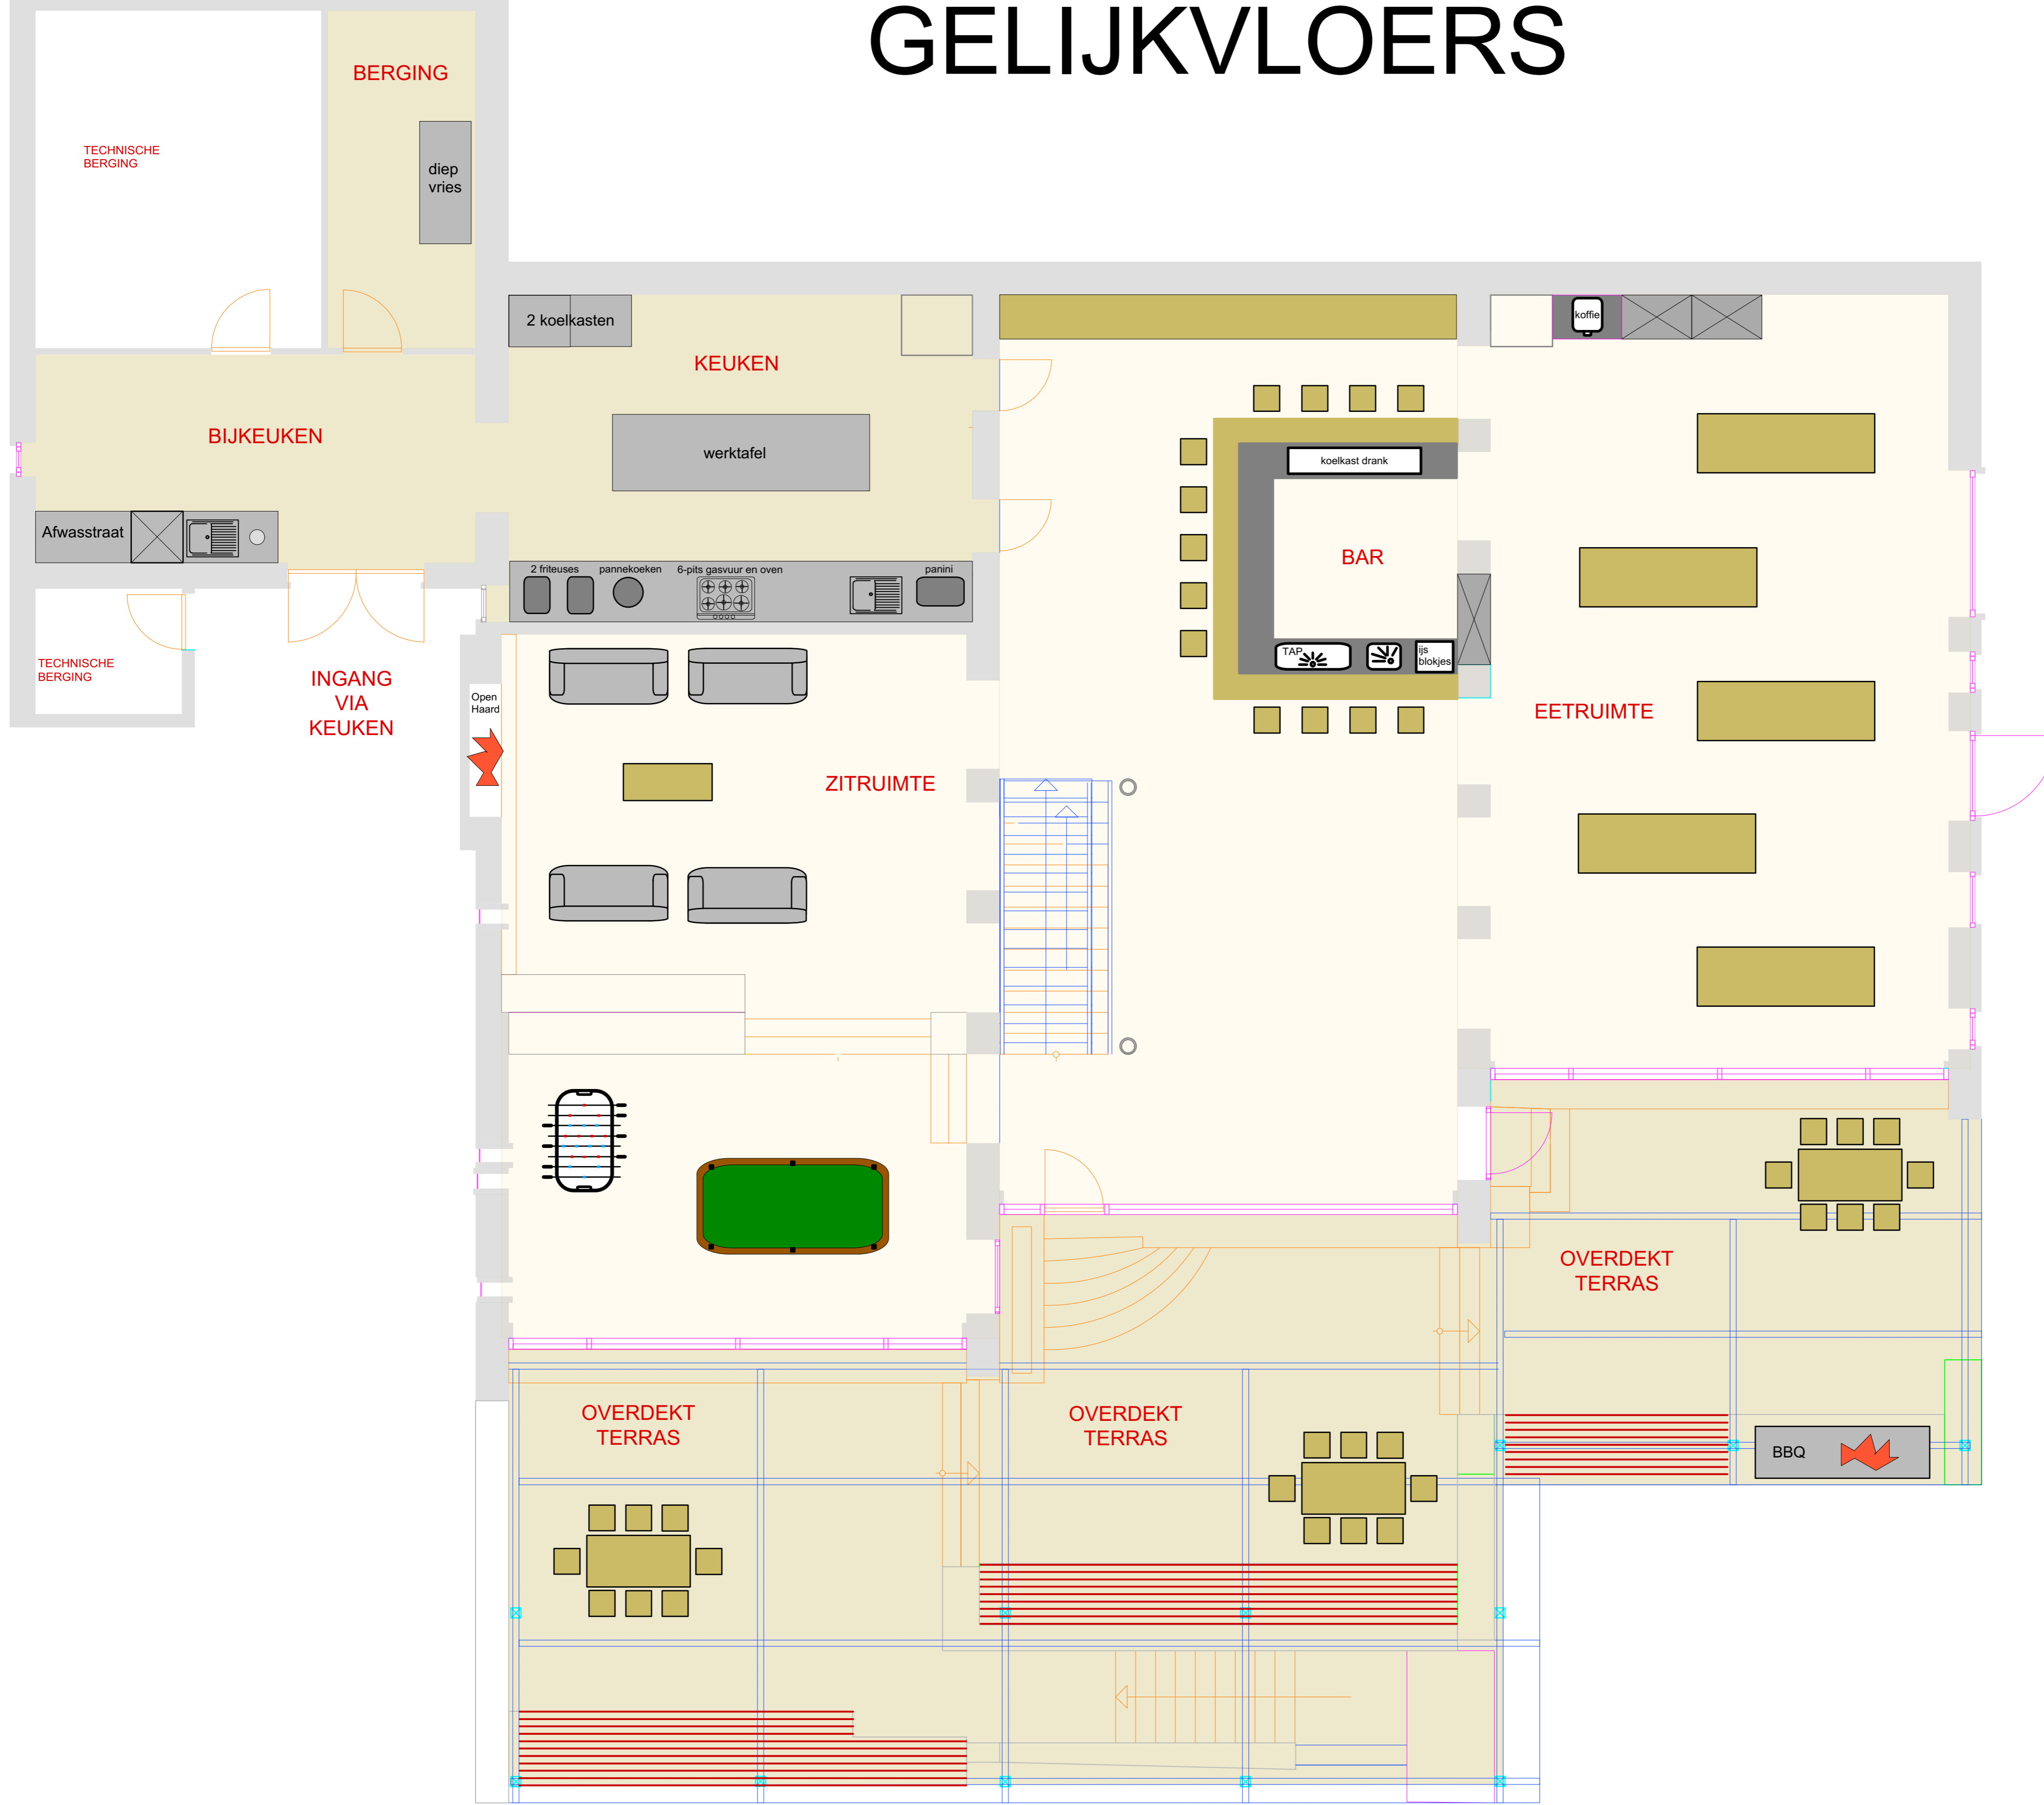 GELIJKVLOERS
BERGING
TECHNISCHE
BERGING
diep
vries
2 koelkasten
koffie
KEUKEN
BIJKEUKEN
werktafel
koelkast drank
Afwasstraat
BAR
2 friteuses
pannekoeken
6-pits gasvuur en oven
panini
TAP
ijs
blokjes
TECHNISCHE
BERGING
INGANG
VIA
KEUKEN
Open
Haard
EETRUIMTE
ZITRUIMTE
OVERDEKT
TERRAS
OVERDEKT
TERRAS
OVERDEKT
TERRAS
BBQ